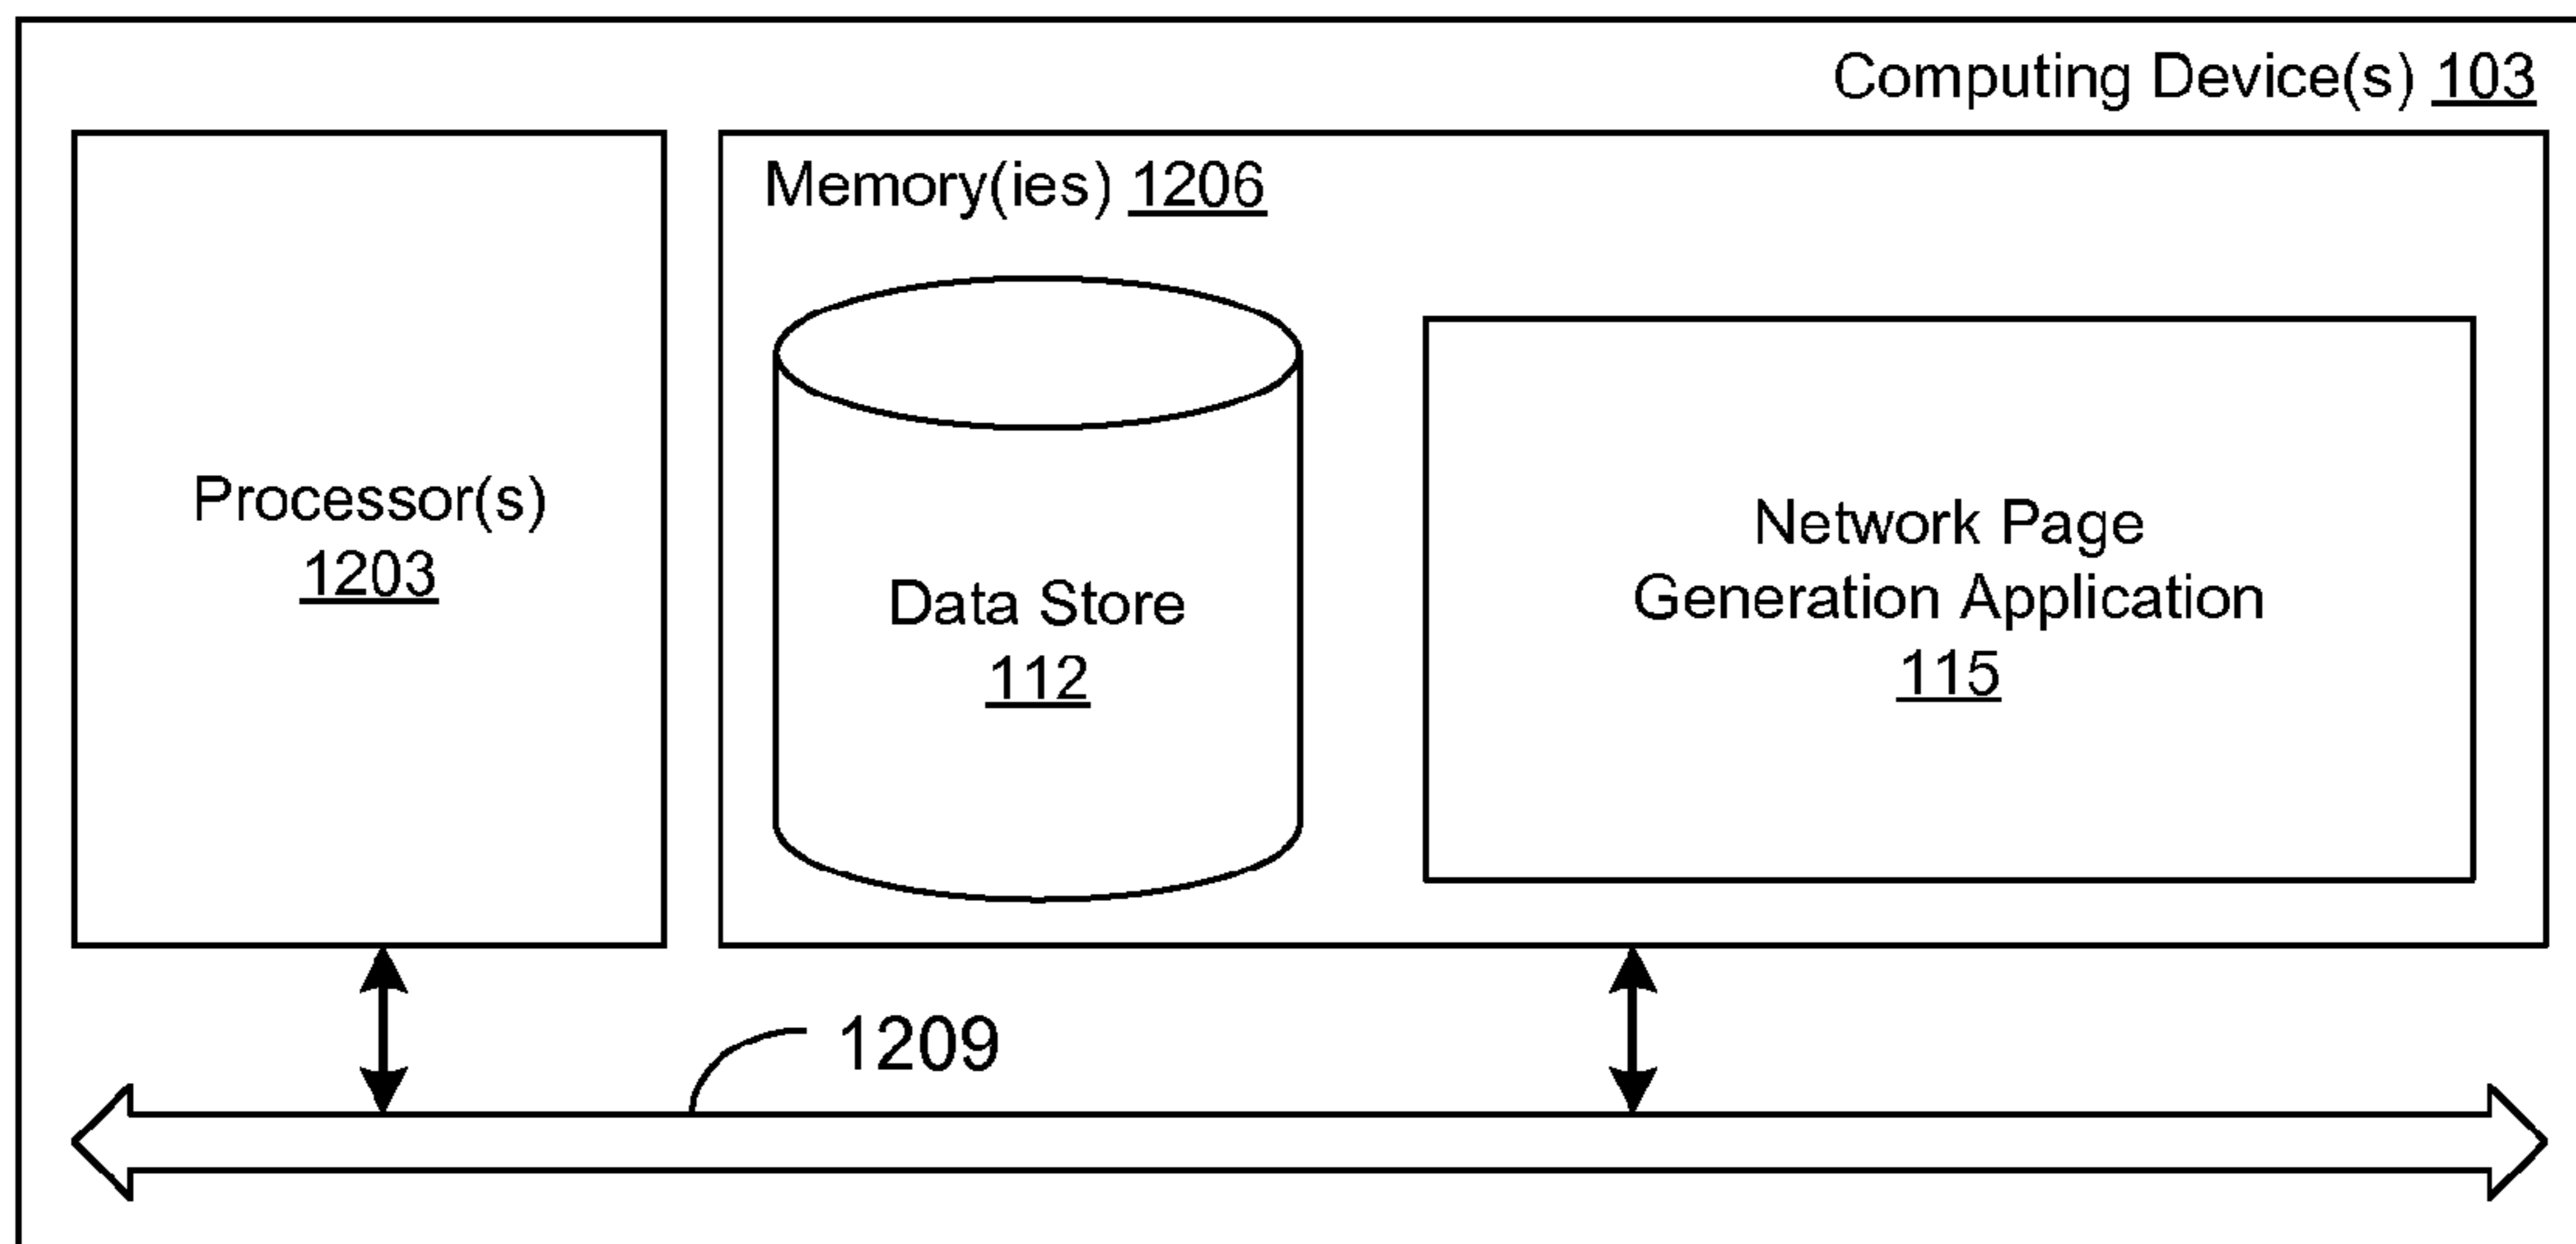 Computing Device(s) 103
Memory(ies) 1206
Processor(s)
1203
Data Store
112
Network Page
Generation Application
115
1209